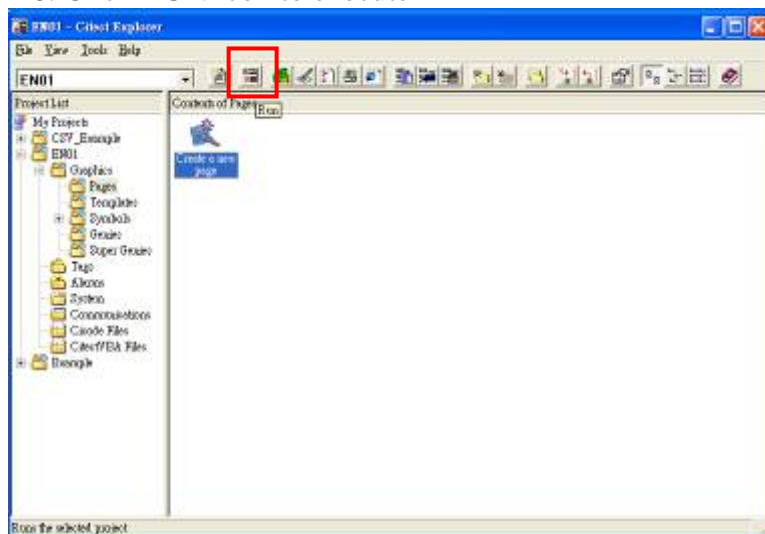 EN01 - Citect Explorer
File View Tools Help
EN01
Project List
Contents of Pages
Run
My Projects
CSV_Example
EN01
Graphics
Pages
Templates
Symbols
Genies
Super Genies
Tags
Alarms
System
Communications
Cicode Files
CitectVBA Files
Example
Create a new
page
Runs the selected project